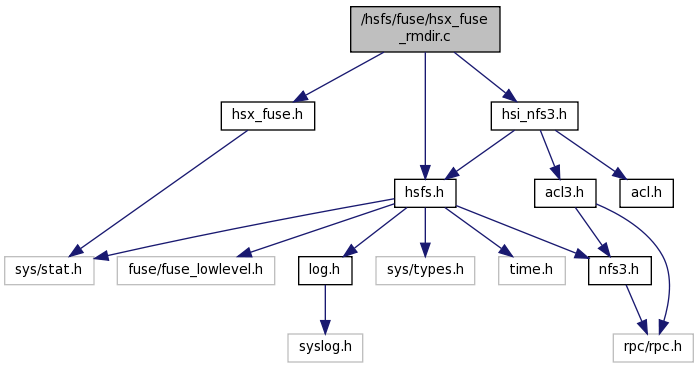 /hsfs/fuse/hsx_fuse
_rmdir.c
hsx_fuse.h
hsi_nfs3.h
hsfs.h
acl3.h
acl.h
sys/stat.h
fuse/fuse_lowlevel.h
log.h
sys/types.h
time.h
nfs3.h
syslog.h
rpc/rpc.h